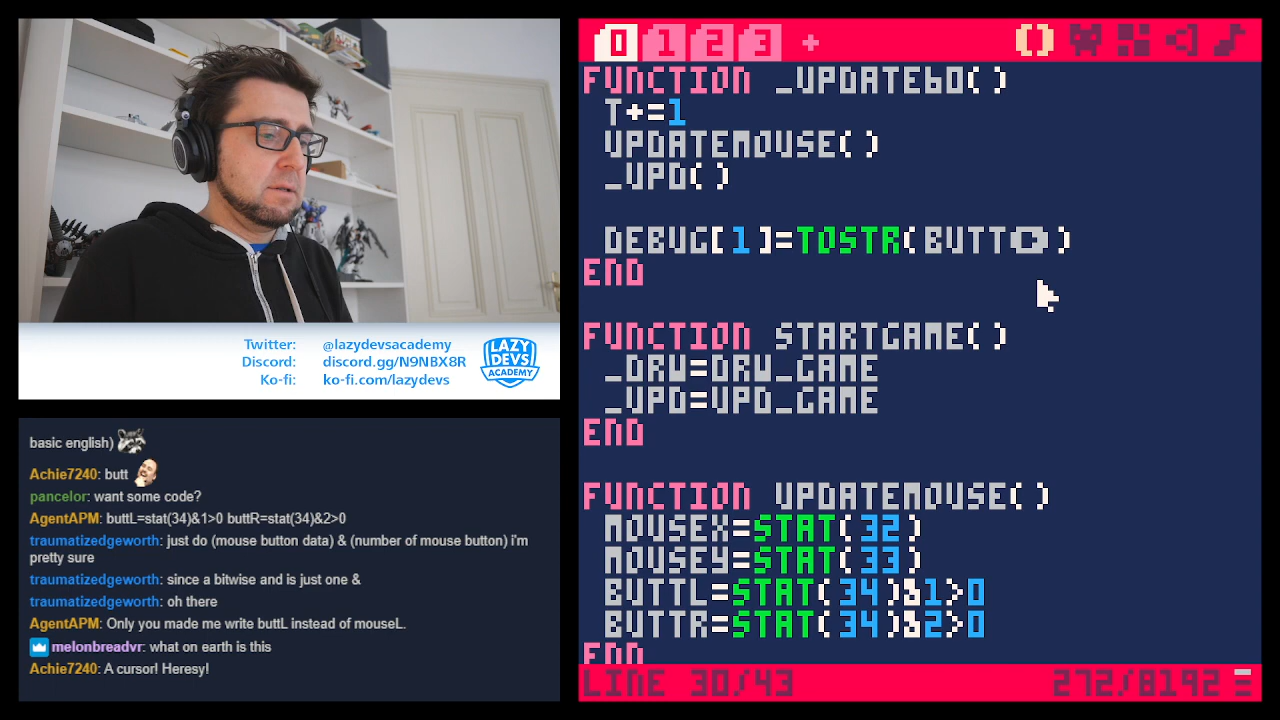 Twitter: @lazydevsacademy
Discord: discord.gg/N9NBX8R
Ko-fi: ko-fi.com/lazydevs
LAZY
DEVS
ACADEMY
basic english)
Achie7240: butt
pancelor: want some code?
AgentAPM: buttL=stat(34)&1>0 buttR=stat(34)&2>0
traumatizedgeworth: just do (mouse button data) & (number of mouse button) i'm
pretty sure
traumatizedgeworth: since a bitwise and is just one &
traumatizedgeworth: oh there
AgentAPM: Only you made me write buttL instead of mouseL.
melonbreadvr: what on earth is this
Achie7240: A cursor! Heresy!
0 1 2 3 +
FUNCTION _UPDATE60()
T+=1
UPDATEMOUSE()
_UPD()
DEBUG[1]=TOSTR(BUTT)
END
FUNCTION STARTGAME()
_DRW=DRW_GAME
_UPD=UPD_GAME
END
FUNCTION UPDATEMOUSE()
MOUSEX=STAT(32)
MOUSEY=STAT(33)
BUTTL=STAT(34)&1>0
BUTTR=STAT(34)&2>0
END
LINE 30/43 272/8192